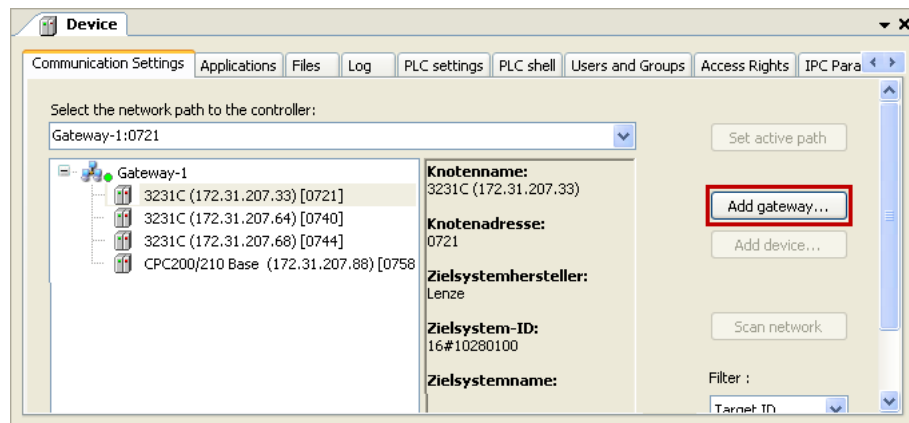 Device
Communication Settings Applications Files Log PLC settings PLC shell Users and Groups Access Rights IPC Para
Select the network path to the controller:
Gateway-1:0721
Set active path
Gateway-1
3231C (172.31.207.33) [0721]
3231C (172.31.207.64) [0740]
3231C (172.31.207.68) [0744]
CPC200/210 Base (172.31.207.88) [0758
Knotenname:
3231C (172.31.207.33)
Knotenadresse:
0721
Zielsystemhersteller:
Lenze
Zielsystem-ID:
16#10280100
Zielsystemname:
Add gateway...
Add device...
Scan network
Filter :
Target ID